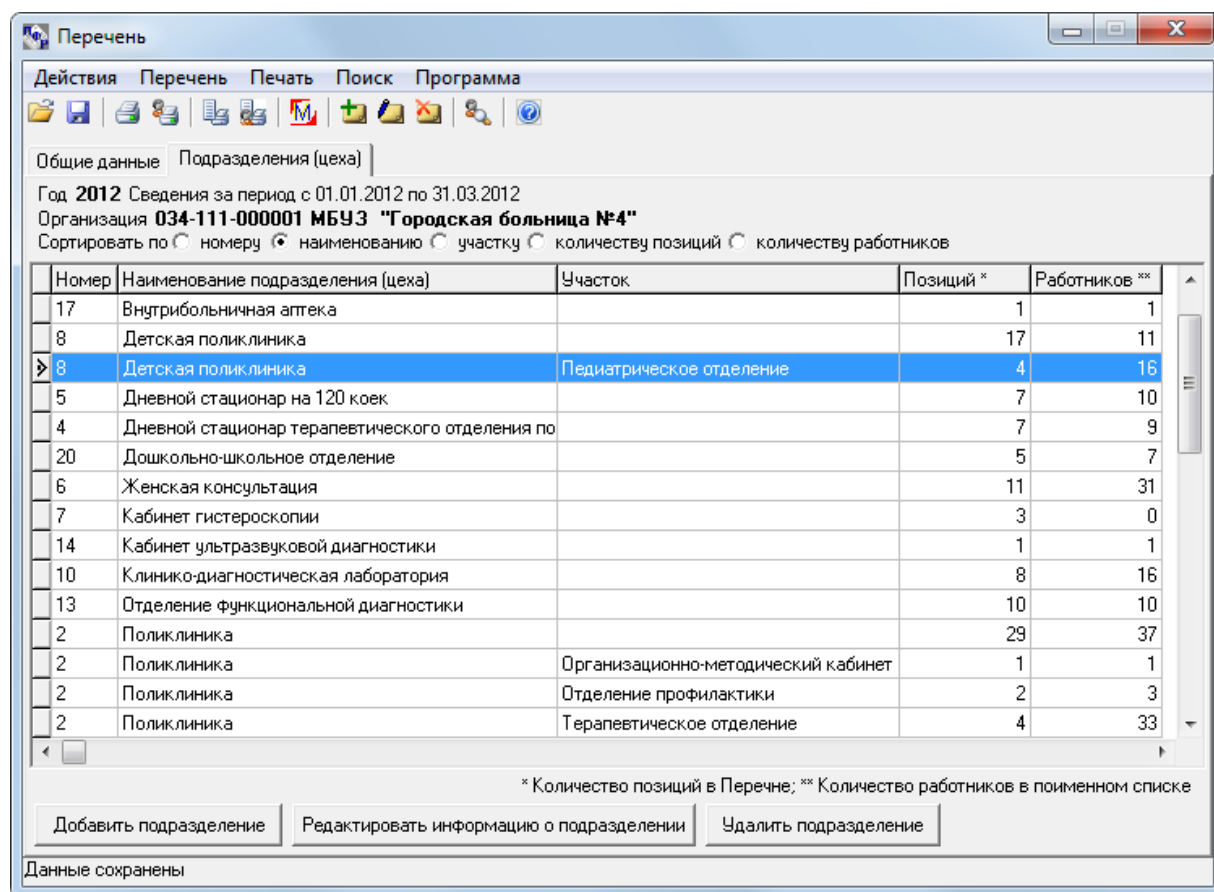 Перечень
Действия Перечень Печать Поиск Программа
Общие данные Подразделения (цеха)
Год 2012 Сведения за период с 01.01.2012 по 31.03.2012
Организация 034-111-000001 МБУЗ "Городская больница №4"
Сортировать по номеру наименованию участку количеству позиций количеству работников
Номер Наименование подразделения (цеха) Участок Позиций * Работников **
17 Внутрибольничная аптека 1 1
8 Детская поликлиника 17 11
8 Детская поликлиника Педиатрическое отделение 4 16
5 Дневной стационар на 120 коек 7 10
4 Дневной стационар терапевтического отделения по 7 9
20 Дошкольно-школьное отделение 5 7
6 Женская консультация 11 31
7 Кабинет гистероскопии 3 0
14 Кабинет ультразвуковой диагностики 1 1
10 Клинико-диагностическая лаборатория 8 16
13 Отделение функциональной диагностики 10 10
2 Поликлиника 29 37
2 Поликлиника Организационно-методический кабинет 1 1
2 Поликлиника Отделение профилактики 2 3
2 Поликлиника Терапевтическое отделение 4 33
* Количество позиций в Перечне; ** Количество работников в поименном списке
Добавить подразделение Редактировать информацию о подразделении Удалить подразделение
Данные сохранены